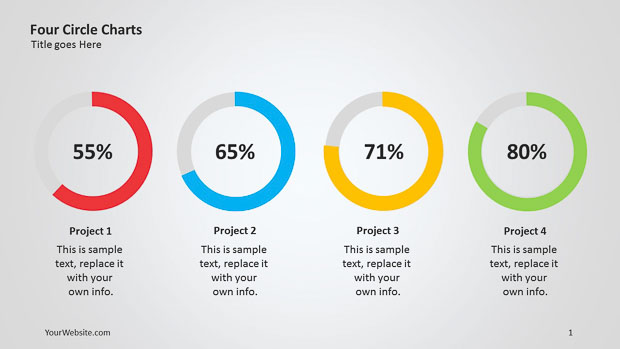 Four Circle Charts
Title goes Here
55%
65%
71%
80%
Project 1
Project 2
Project 3
Project 4
This is sample
text, replace it
with your
own info.
This is sample
text, replace it
with your
own info.
This is sample
text, replace it
with your
own info.
This is sample
text, replace it
with your
own info.
YourWebsite.com
1